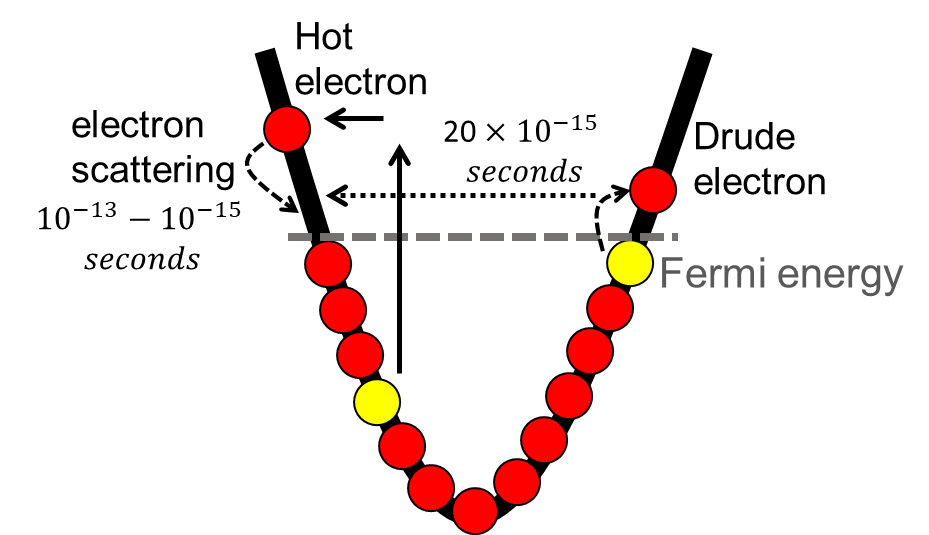 Hot
electron
electron
scattering
10⁻¹³ − 10⁻¹⁵
seconds
20 × 10⁻¹⁵
seconds
Drude
electron
Fermi energy